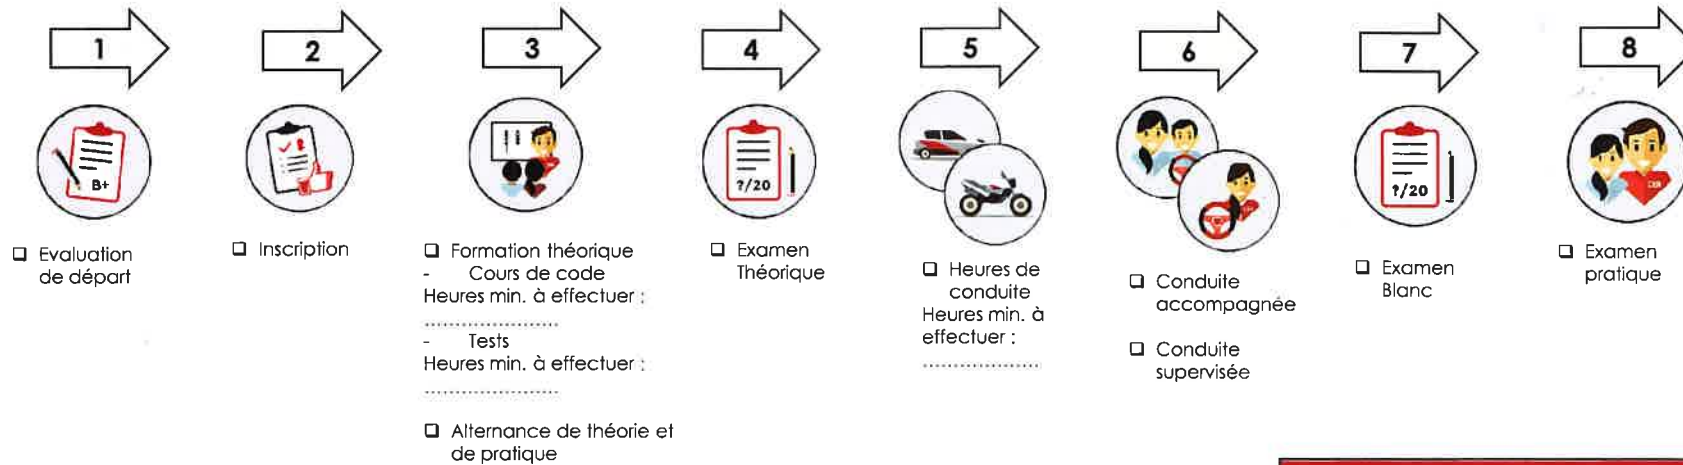 1
2
3
4
5
6
7
8
B+
?/20
?/20
❑ Evaluation
de départ
❑ Inscription
❑ Formation théorique
- Cours de code
Heures min. à effectuer :
......................
- Tests
Heures min. à effectuer :
......................
❑ Alternance de théorie et
de pratique
❑ Examen
Théorique
❑ Heures de
conduite
Heures min. à
effectuer :
...................
❑ Conduite
accompagnée
❑ Conduite
supervisée
❑ Examen
Blanc
❑ Examen
pratique